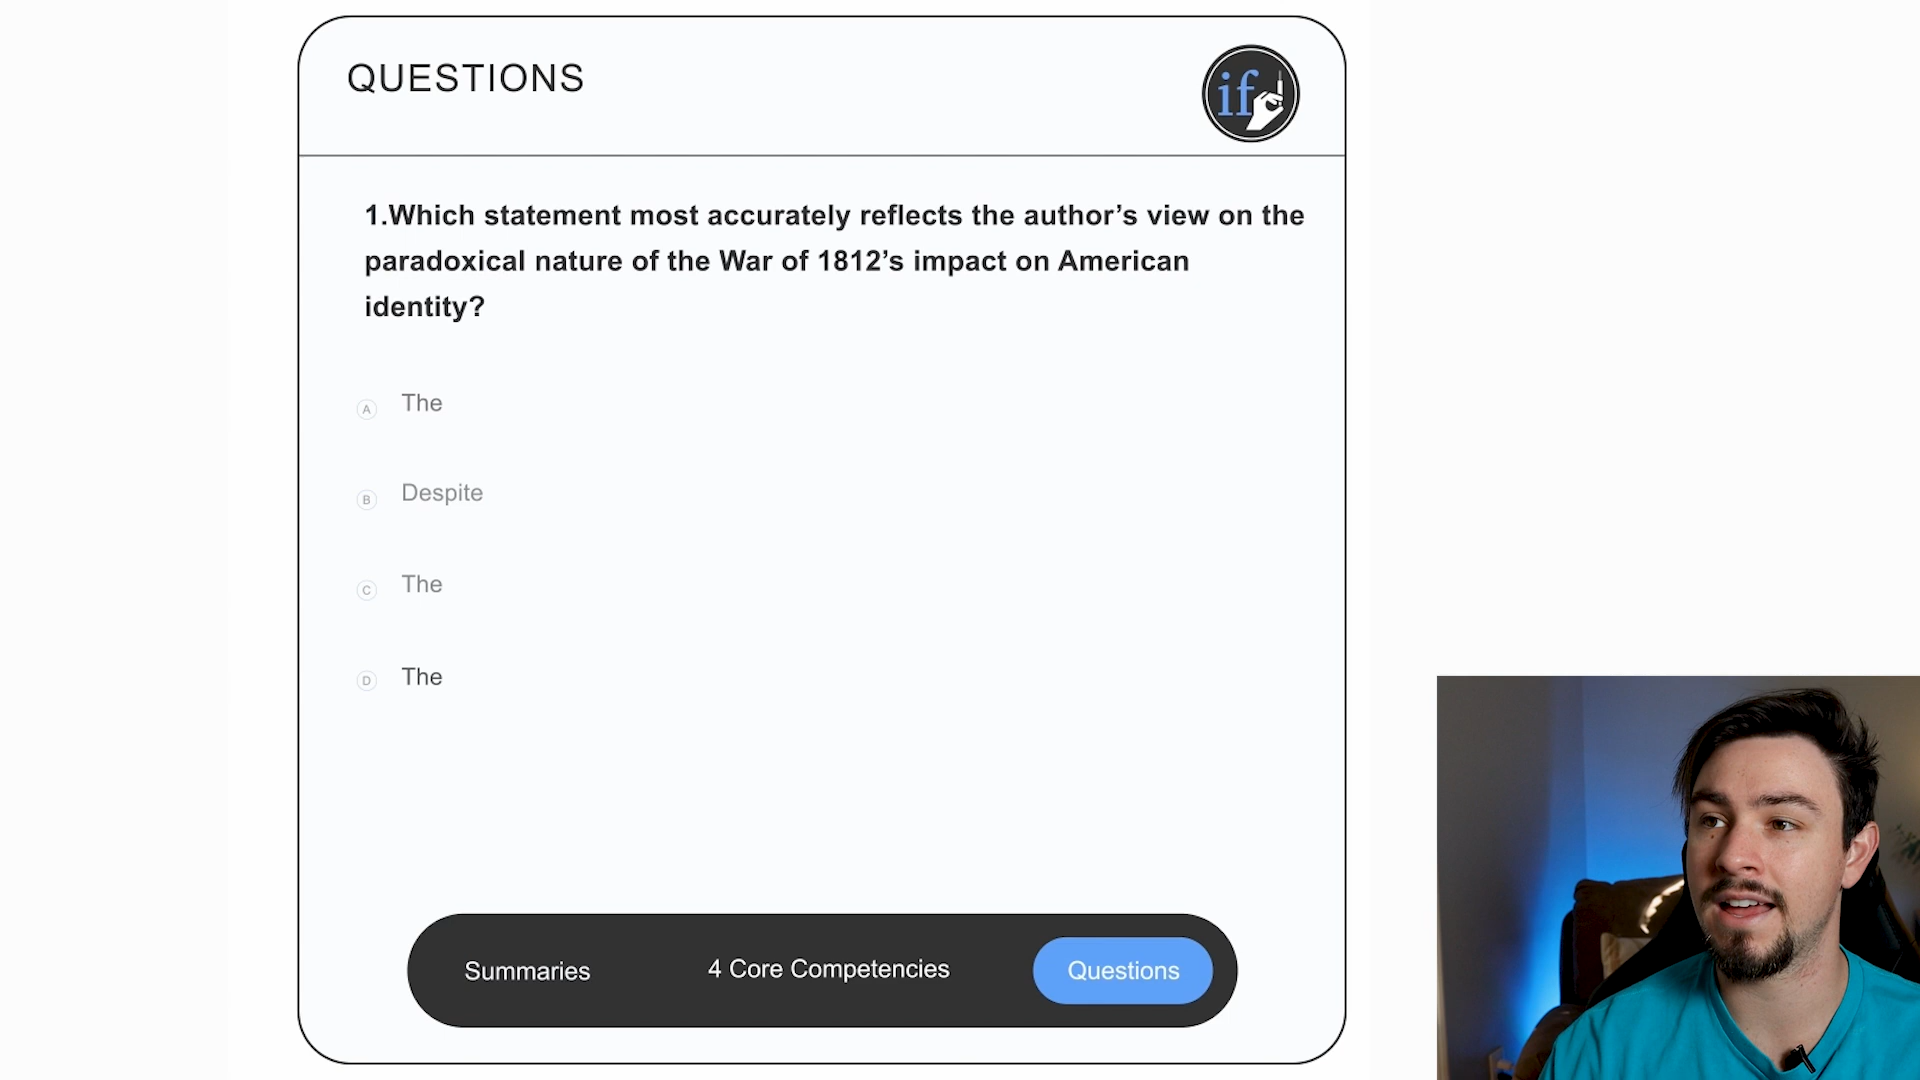 QUESTIONS
if
1.Which statement most accurately reflects the author’s view on the
paradoxical nature of the War of 1812’s impact on American
identity?
A The
B Despite
C The
D The
Summaries 4 Core Competencies Questions